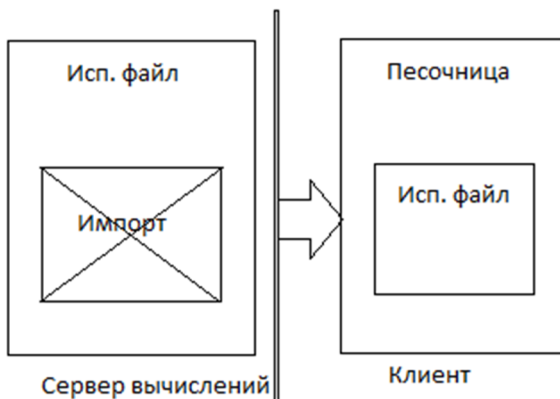 Исп. файл
Песочница
Импорт
Исп. файл
Сервер вычислений
Клиент